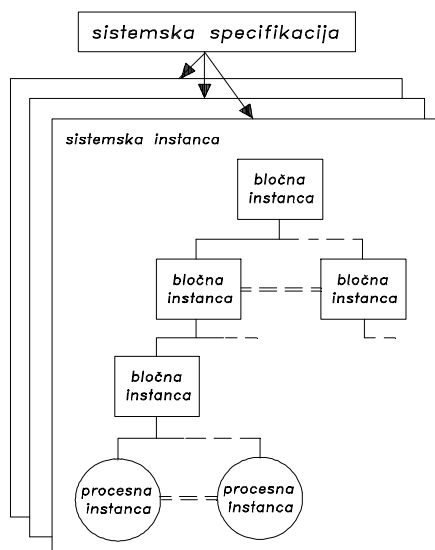 sistemska specifikacija
sistemska instanca
bločna
instanca
bločna
instanca
bločna
instanca
bločna
instanca
procesna
instanca
procesna
instanca